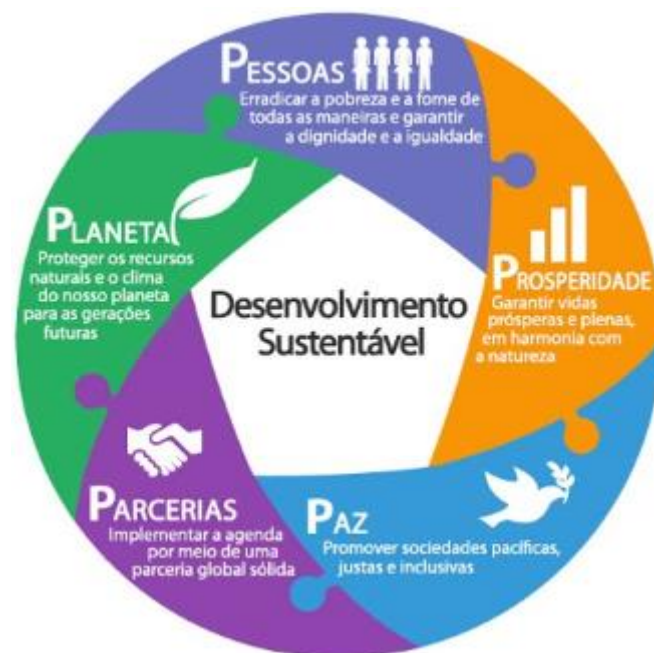 PESSOAS
Erradicar a pobreza e a fome de
todas as maneiras e garantir
a dignidade e a igualdade
PROSPERIDADE
Garantir vidas
prósperas e plenas,
em harmonia com
a natureza
PAZ
Promover sociedades pacíficas,
justas e inclusivas
PARCERIAS
Implementar a agenda
por meio de uma
parceria global sólida
PLANETA
Proteger os recursos
naturais e o clima
do nosso planeta
para as gerações
futuras
Desenvolvimento
Sustentável